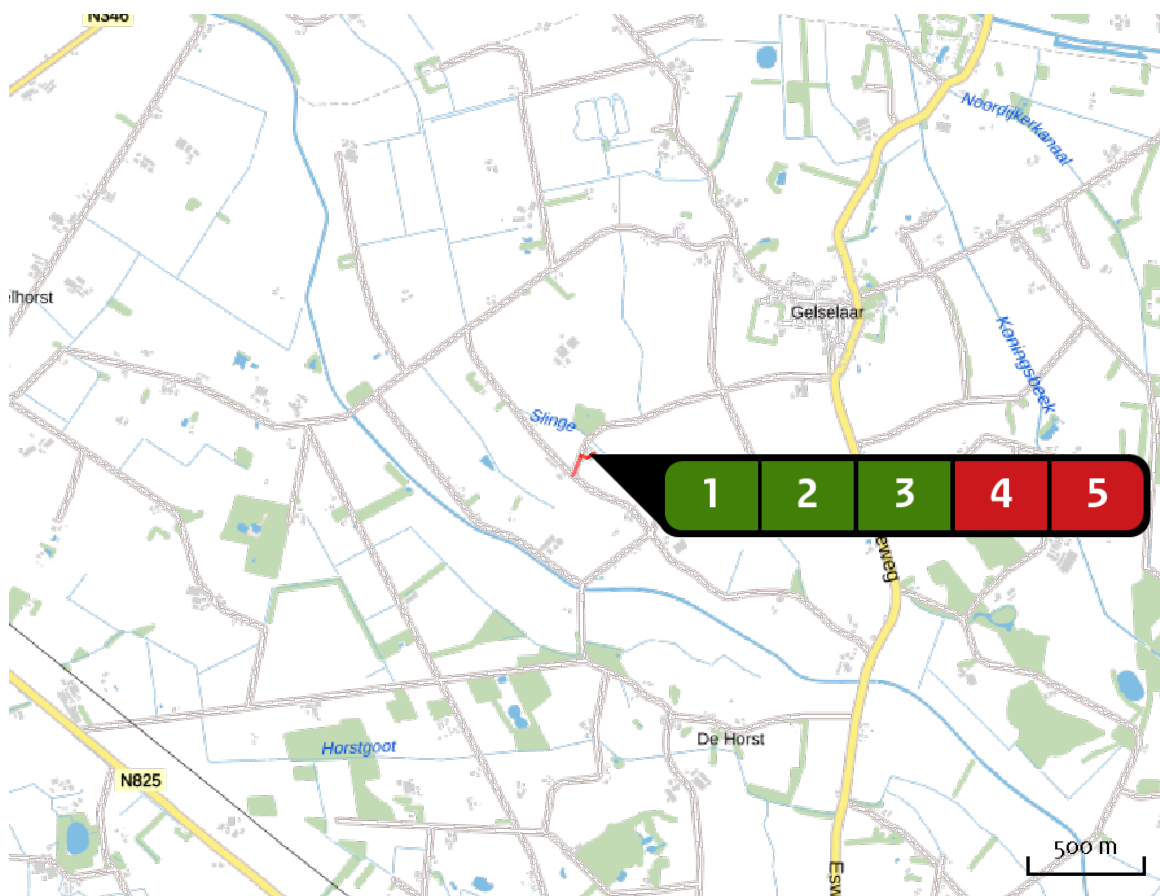 N346
Noordijkerkanaal
elhorst
Gelselaar
Koningsbeek
Slinge
1 2 3 4 5
eweg
De Horst
Horstgoot
N825
500 m
Esw